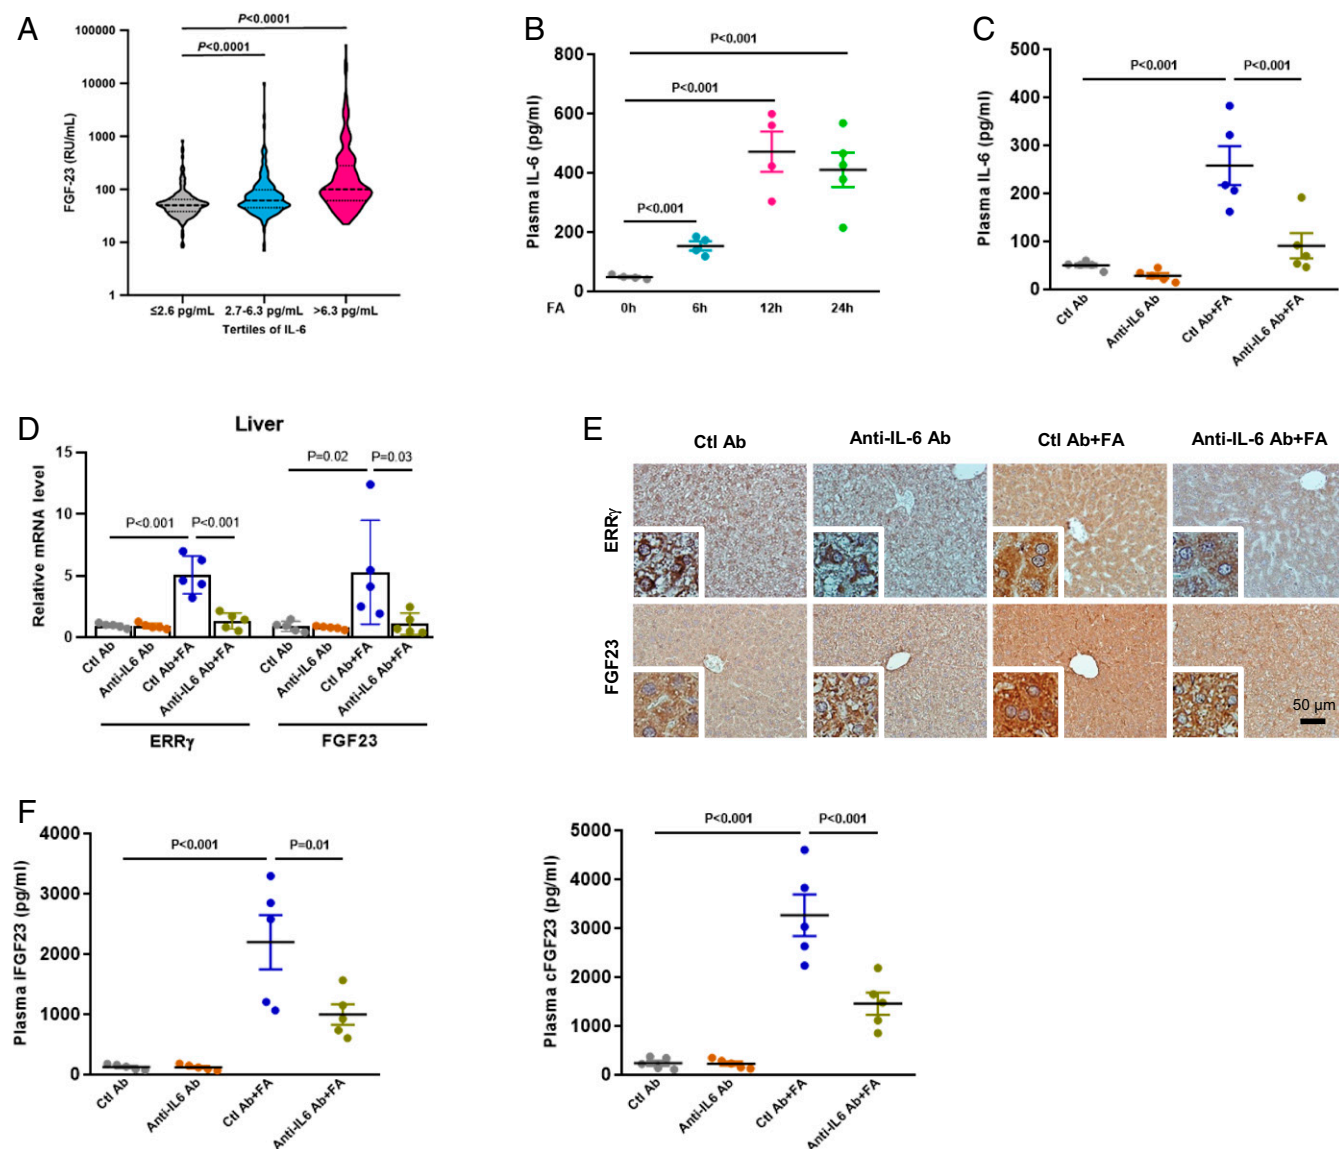 A
P<0.0001
P<0.0001
FGF-23 (RU/mL)
100000
10000
1000
100
10
1
≤2.6 pg/mL 2.7-6.3 pg/mL >6.3 pg/mL
Tertiles of IL-6
B
P<0.001
P<0.001
P<0.001
Plasma IL-6 (pg/ml)
800
600
400
200
0
FA 0h 6h 12h 24h
C
P<0.001 P<0.001
Plasma IL-6 (pg/ml)
500
400
300
200
100
0
Ctl Ab
Anti-IL6 Ab
Ctl Ab+FA
Anti-IL6 Ab+FA
D
Liver
Relative mRNA level
15
10
5
0
P<0.001 P<0.001
P=0.02 P=0.03
Ctl Ab
Anti-IL6 Ab
Ctl Ab+FA
Anti-IL6 Ab+FA
Ctl Ab
Anti-IL6 Ab
Ctl Ab+FA
Anti-IL6 Ab+FA
ERRγ FGF23
E
Ctl Ab Anti-IL-6 Ab Ctl Ab+FA Anti-IL-6 Ab+FA
ERRγ
FGF23
50 µm
F
Plasma iFGF23 (pg/ml)
4000
3000
2000
1000
0
P<0.001 P=0.01
Ctl Ab
Anti-IL6 Ab
Ctl Ab+FA
Anti-IL6 Ab+FA
Plasma cFGF23 (pg/ml)
5000
4000
3000
2000
1000
0
P<0.001 P<0.001
Ctl Ab
Anti-IL6 Ab
Ctl Ab+FA
Anti-IL6 Ab+FA